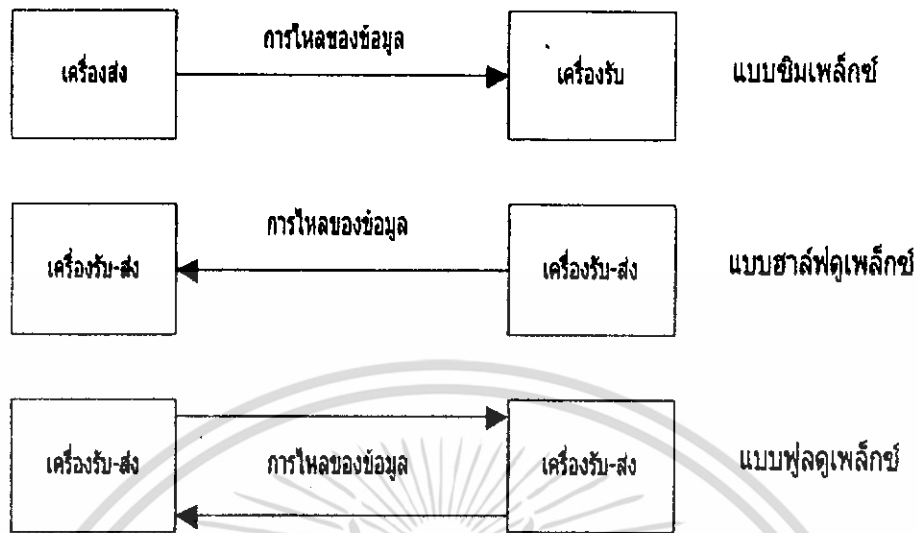 การไหลของข้อมูล
เครื่องส่ง เครื่องรับ แบบซิมเพล็กซ์
การไหลของข้อมูล
เครื่องรับ-ส่ง เครื่องรับ-ส่ง แบบฮาล์ฟดูเพล็กซ์
เครื่องรับ-ส่ง การไหลของข้อมูล เครื่องรับ-ส่ง แบบฟูลดูเพล็กซ์